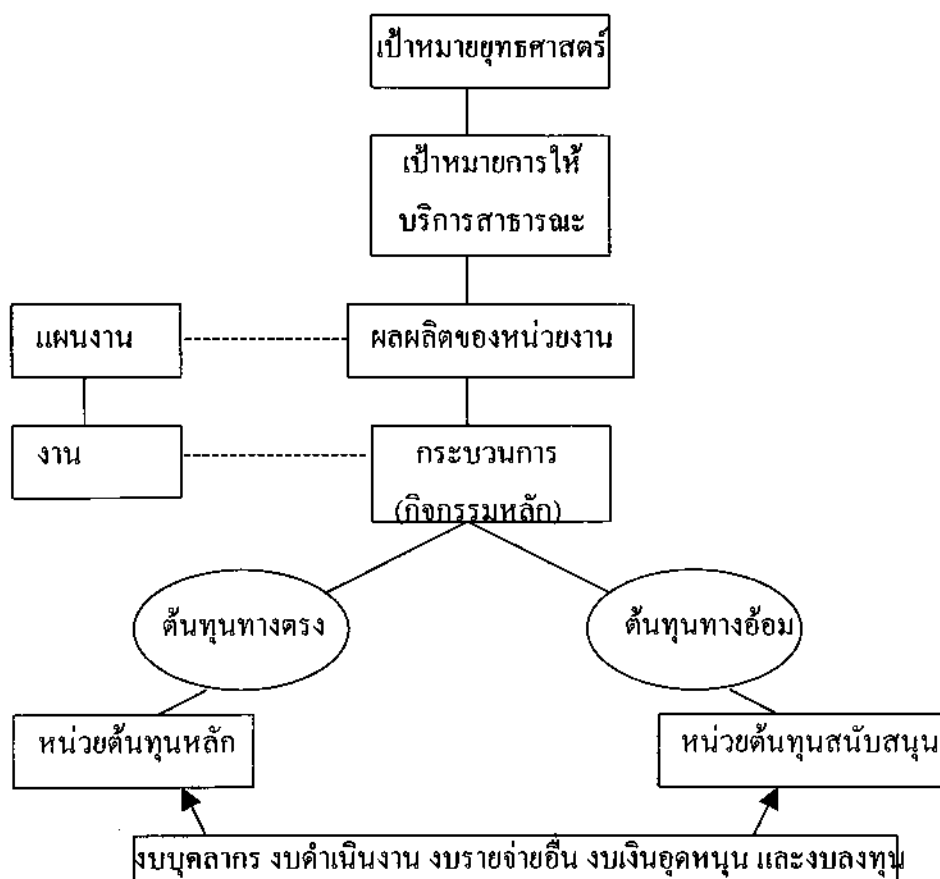 เป้าหมายยุทธศาสตร์
เป้าหมายการให้
บริการสาธารณะ
แผนงาน
ผลผลิตของหน่วยงาน
งาน
กระบวนการ
(กิจกรรมหลัก)
ต้นทุนทางตรง
ต้นทุนทางอ้อม
หน่วยต้นทุนหลัก
หน่วยต้นทุนสนับสนุน
งบบุคลากร งบดำเนินงาน งบรายจ่ายอื่น งบเงินอุดหนุน และงบลงทุน